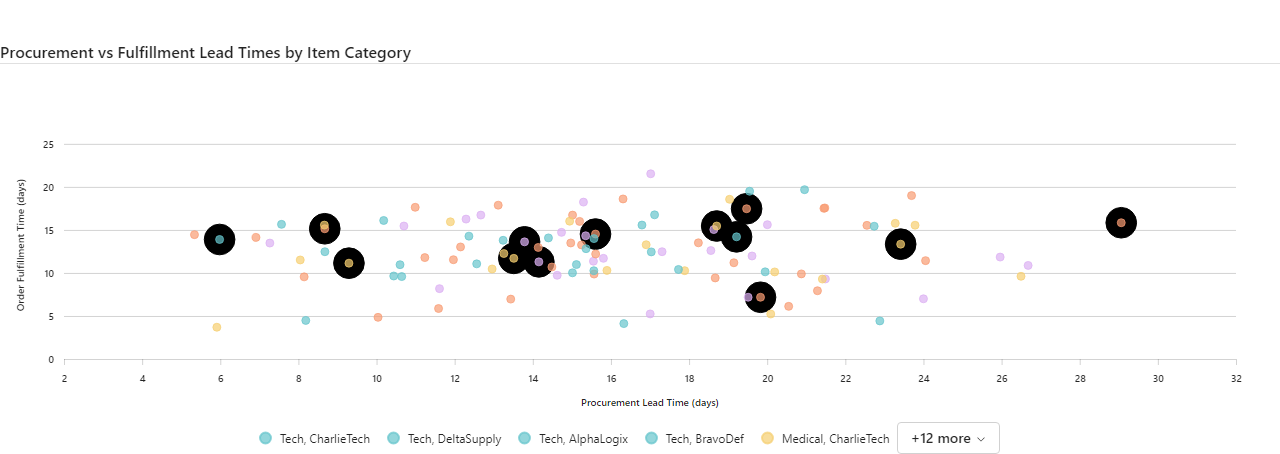 Procurement vs Fulfillment Lead Times by Item Category
Order Fulfillment Time (days)
25
20
15
10
5
0
2 4 6 8 10 12 14 16 18 20 22 24 26 28 30 32
Procurement Lead Time (days)
Tech, CharlieTech Tech, DeltaSupply Tech, AlphaLogix Tech, BravoDef Medical, CharlieTech +12 more